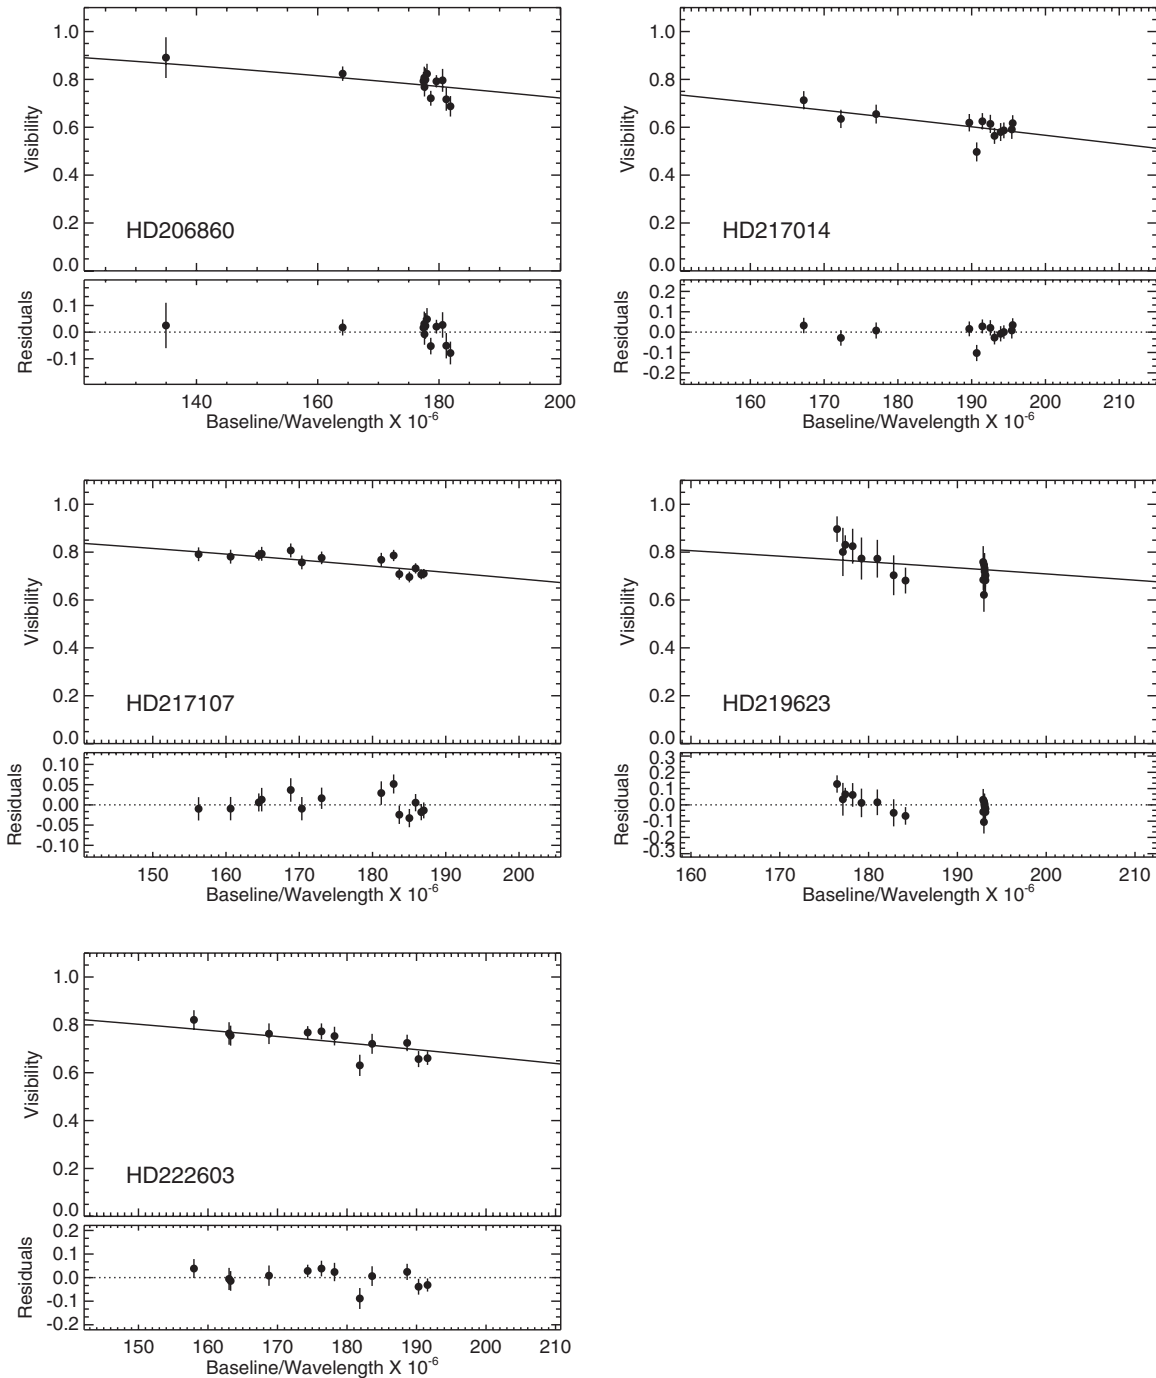 1.0
0.8
0.6
0.4
0.2
0.0
Visibility
HD206860
0.1
0.0
-0.1
Residuals
140 160 180 200
Baseline/Wavelength X 10-6
1.0
0.8
0.6
0.4
0.2
0.0
Visibility
HD217014
0.2
0.1
0.0
-0.1
-0.2
Residuals
160 170 180 190 200 210
Baseline/Wavelength X 10-6
1.0
0.8
0.6
0.4
0.2
0.0
Visibility
HD217107
0.10
0.05
0.00
-0.05
-0.10
Residuals
150 160 170 180 190 200
Baseline/Wavelength X 10-6
1.0
0.8
0.6
0.4
0.2
0.0
Visibility
HD219623
0.3
0.2
0.1
0.0
-0.1
-0.2
-0.3
Residuals
160 170 180 190 200 210
Baseline/Wavelength X 10-6
1.0
0.8
0.6
0.4
0.2
0.0
Visibility
HD222603
0.2
0.1
0.0
-0.1
-0.2
Residuals
150 160 170 180 190 200 210
Baseline/Wavelength X 10-6